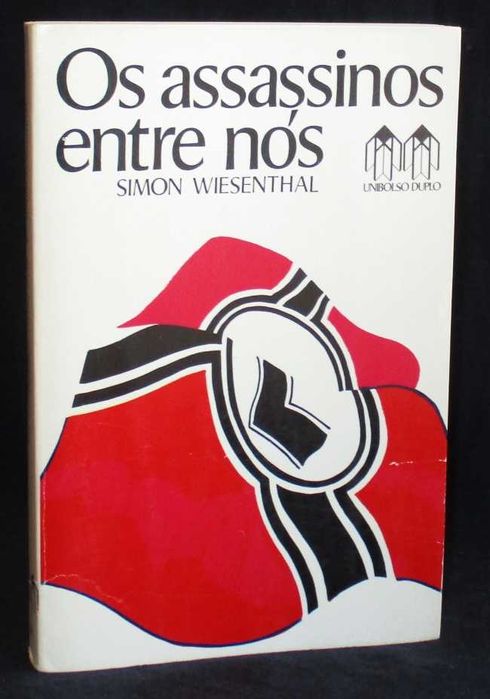 Os assassinos
entre nós
SIMON WIESENTHAL
UNIBOLSO DUPLO